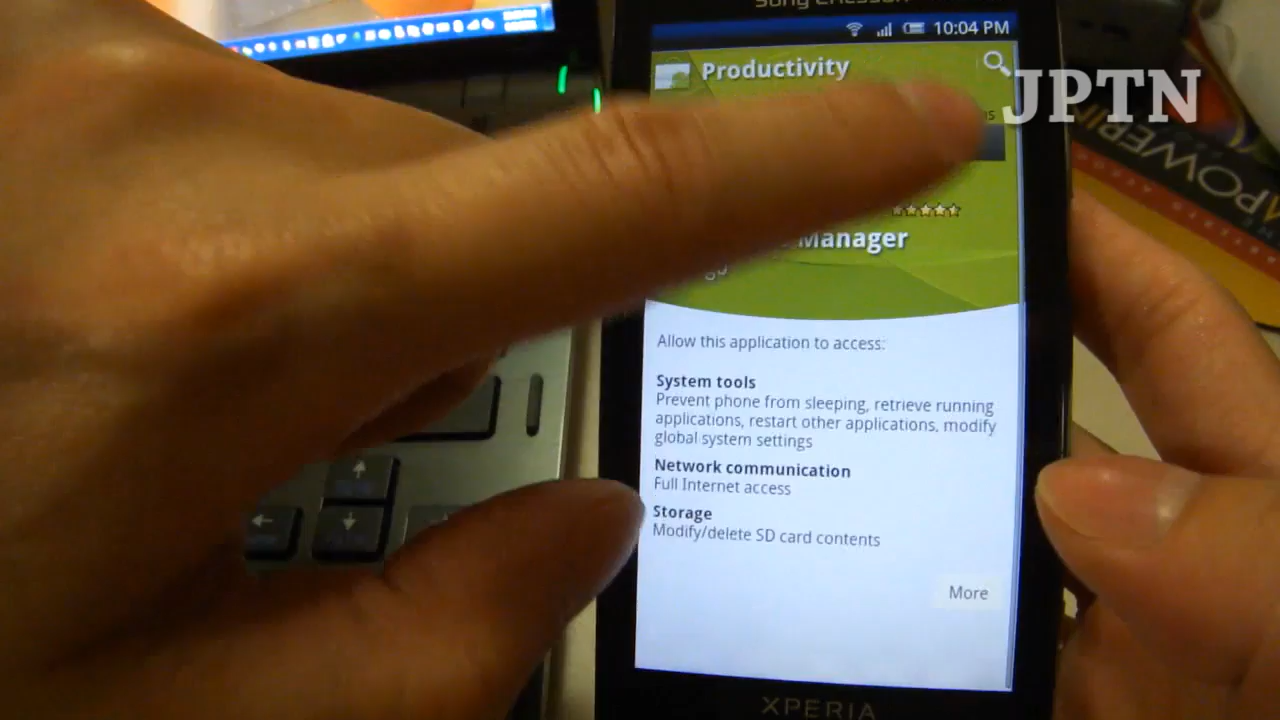 Sony Ericsson
10:04 PM
Productivity
JPTN
Manager
Allow this application to access:
System tools
Prevent phone from sleeping, retrieve running
applications, restart other applications, modify
global system settings
Network communication
Full Internet access
Storage
Modify/delete SD card contents
More
XPERIA